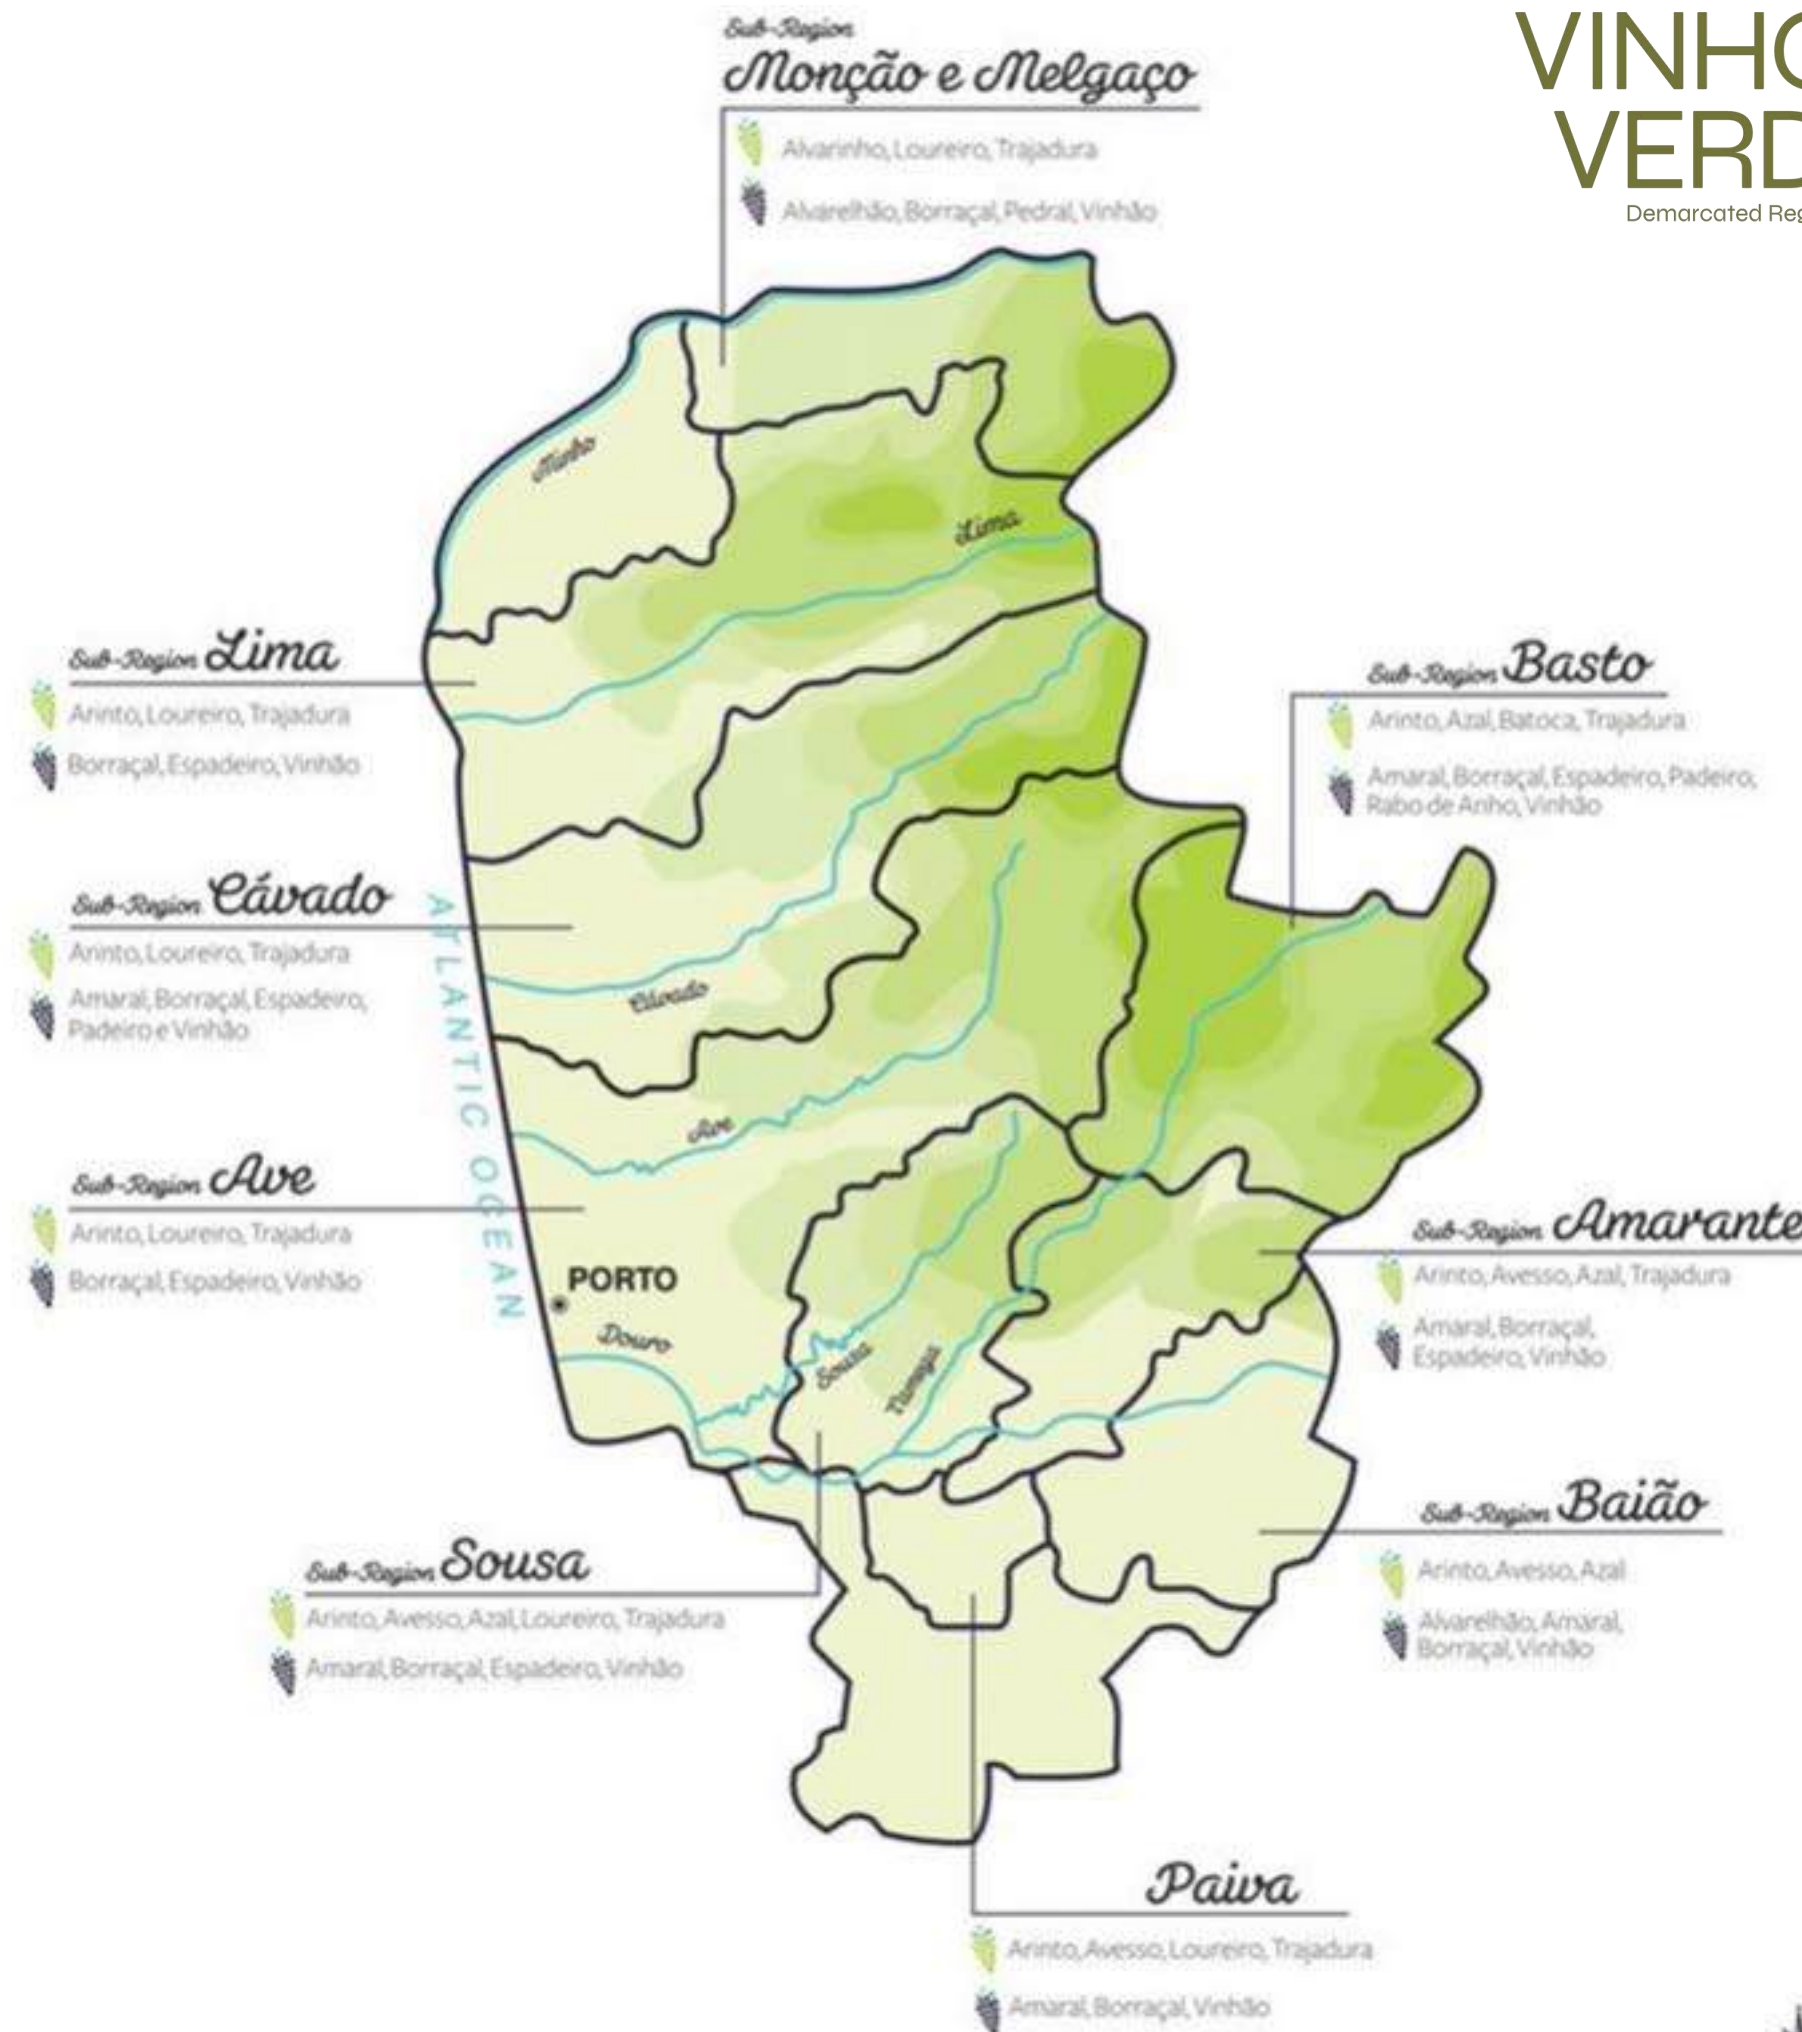 VINHO
VERD
Demarcated Reg
Sub-Region
Monção e Melgaço
Alvarinho, Loureiro, Trajadura
Alvarelhão, Borraçal, Pedral, Vinhão
Minho
Lima
Sub-Region Lima
Arinto, Loureiro, Trajadura
Borraçal, Espadeiro, Vinhão
Sub-Region Basto
Arinto, Azal, Batoca, Trajadura
Amaral, Borraçal, Espadeiro, Padeiro,
Rabo de Anho, Vinhão
Sub-Region Cávado
Arinto, Loureiro, Trajadura
Amaral, Borraçal, Espadeiro,
Padeiro e Vinhão
ATLANTIC OCEAN
Cávado
Ave
Sub-Region Ave
Arinto, Loureiro, Trajadura
Borraçal, Espadeiro, Vinhão
PORTO
Douro
Sousa
Tâmega
Sub-Region Amarante
Arinto, Avesso, Azal, Trajadura
Amaral, Borraçal,
Espadeiro, Vinhão
Sub-Region Baião
Arinto, Avesso, Azal
Alvarelhão, Amaral,
Borraçal, Vinhão
Sub-Region Sousa
Arinto, Avesso, Azal, Loureiro, Trajadura
Amaral, Borraçal, Espadeiro, Vinhão
Paiva
Arinto, Avesso, Loureiro, Trajadura
Amaral, Borraçal, Vinhão